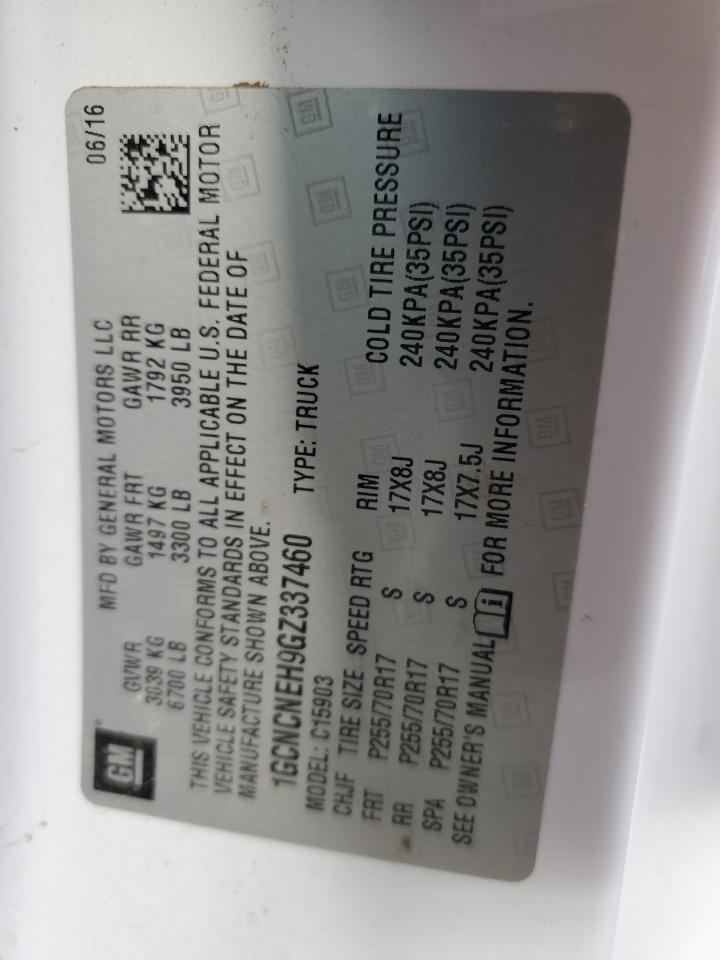 GM
MFD BY GENERAL MOTORS LLC 06/16
GVWR GAWR FRT GAWR RR
3039 KG 1497 KG 1792 KG
6700 LB 3300 LB 3950 LB
THIS VEHICLE CONFORMS TO ALL APPLICABLE U.S. FEDERAL MOTOR
VEHICLE SAFETY STANDARDS IN EFFECT ON THE DATE OF
MANUFACTURE SHOWN ABOVE.
1GCNCNEH9GZ337460 TYPE: TRUCK
MODEL: C15903
CHJF TIRE SIZE SPEED RTG RIM COLD TIRE PRESSURE
FRT P255/70R17 S 17X8J 240KPA(35PSI)
RR P255/70R17 S 17X8J 240KPA(35PSI)
SPA P255/70R17 S 17X7.5J 240KPA(35PSI)
SEE OWNER'S MANUAL FOR MORE INFORMATION.